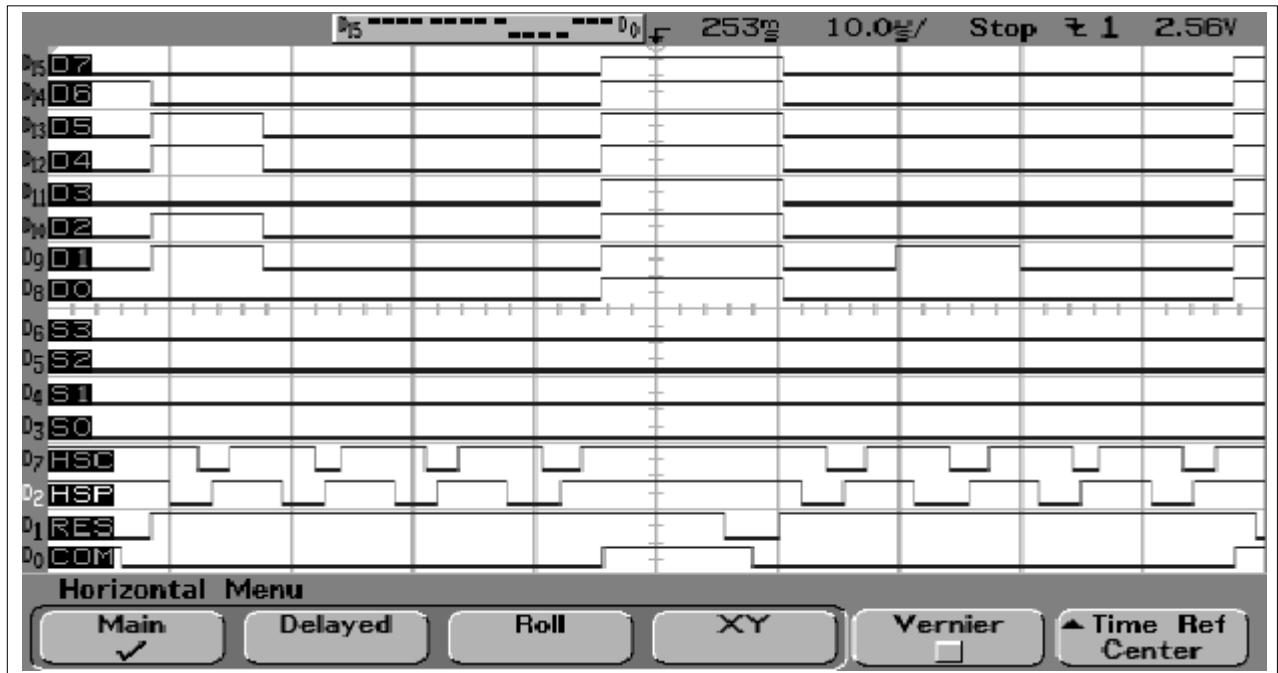 D15 D0 253m 10.0us/ Stop 1 2.56V
D15 D7
D14 D6
D13 D5
D12 D4
D11 D3
D10 D2
D9 D1
D8 D0
D6 S3
D5 S2
D4 S1
D3 S0
D7 HSC
D2 HSP
D1 RES
D0 COM
Horizontal Menu
Main Delayed Roll XY Vernier Time Ref
Center